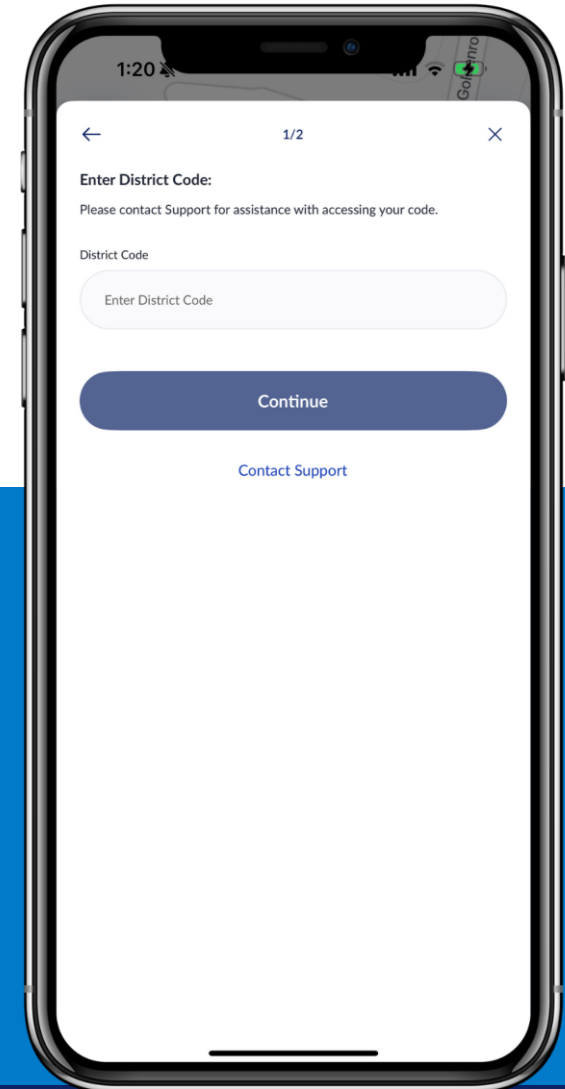 1:20
1/2
Enter District Code:
Please contact Support for assistance with accessing your code.
District Code
Enter District Code
Continue
Contact Support